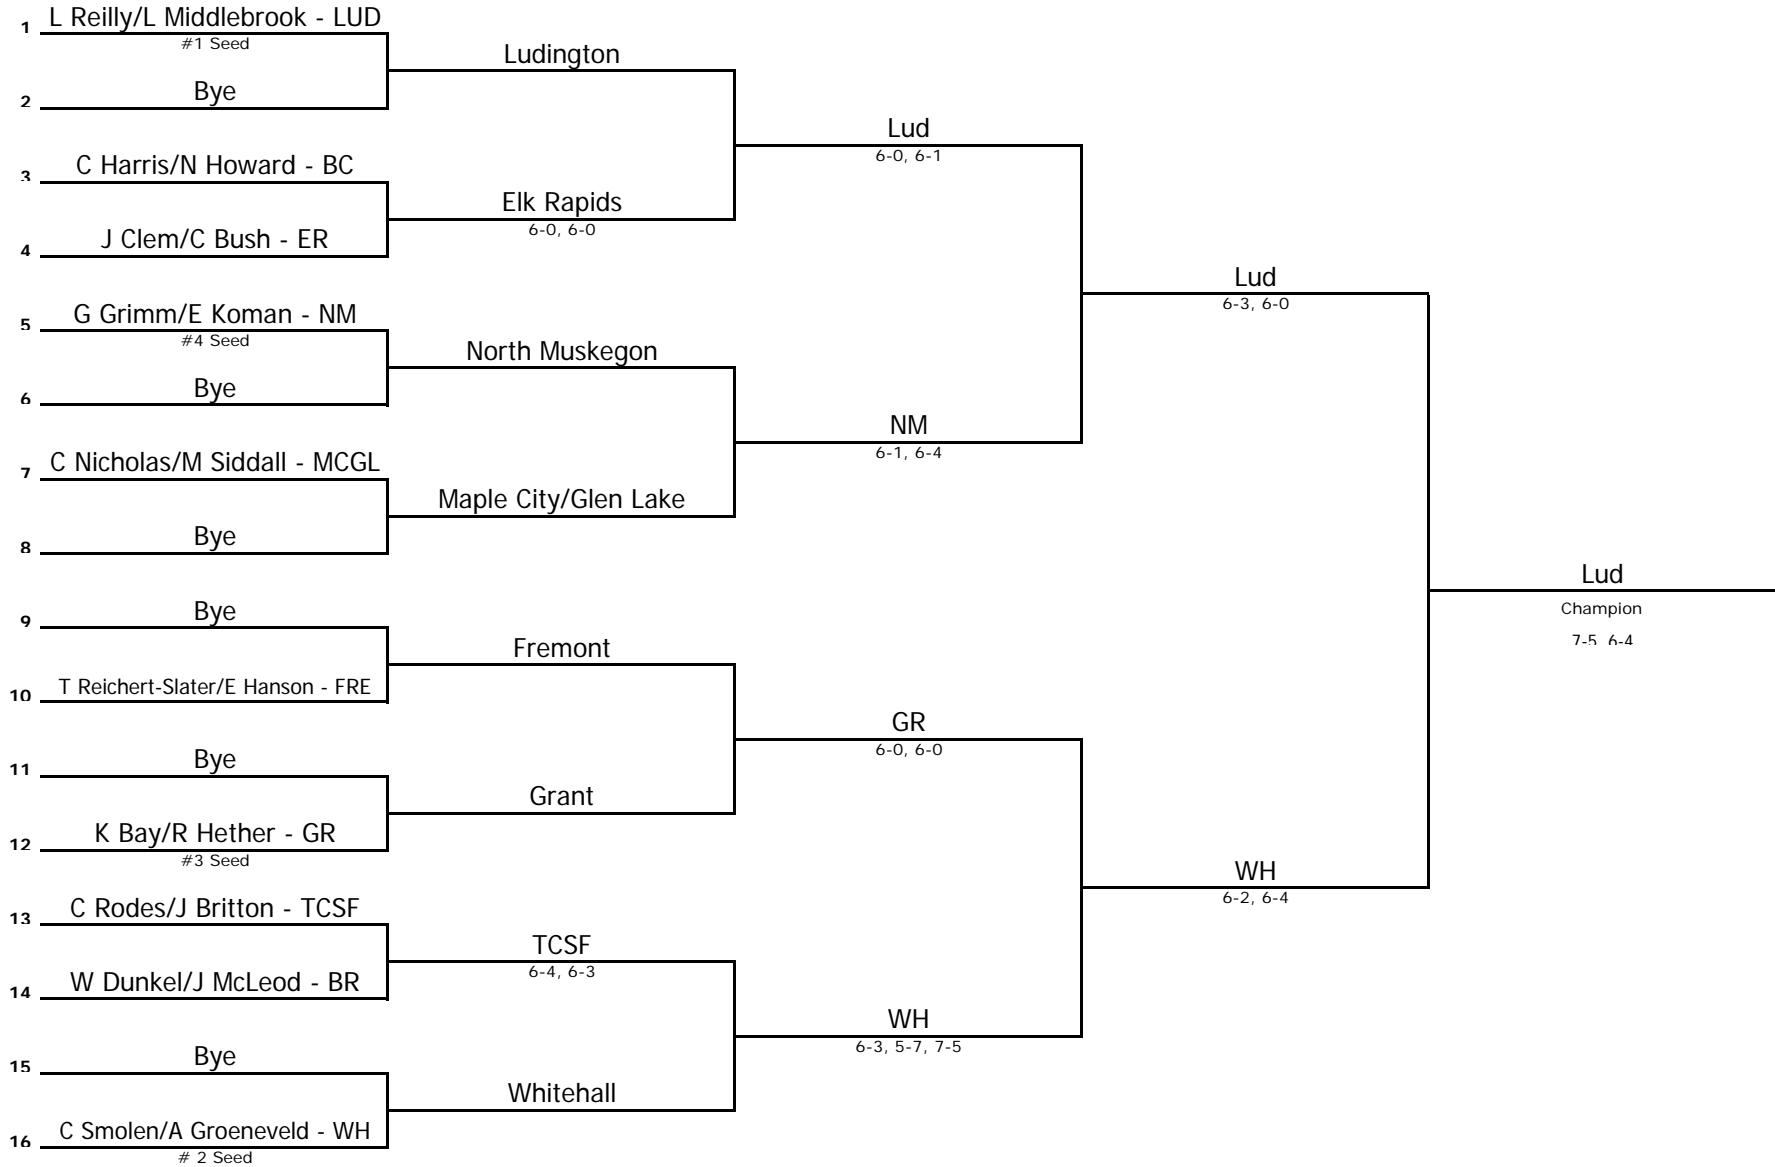 1 L Reilly/L Middlebrook - LUD
#1 Seed
Ludington
2 Bye
Lud
6-0, 6-1
3 C Harris/N Howard - BC
Elk Rapids
6-0, 6-0
4 J Clem/C Bush - ER
Lud
6-3, 6-0
5 G Grimm/E Koman - NM
#4 Seed
North Muskegon
6 Bye
NM
6-1, 6-4
7 C Nicholas/M Siddall - MCGL
Maple City/Glen Lake
8 Bye
Lud
Champion
7-5, 6-4
9 Bye
Fremont
10 T Reichert-Slater/E Hanson - FRE
GR
6-0, 6-0
11 Bye
Grant
12 K Bay/R Hether - GR
#3 Seed
WH
6-2, 6-4
13 C Rodes/J Britton - TCSF
TCSF
6-4, 6-3
14 W Dunkel/J McLeod - BR
WH
6-3, 5-7, 7-5
15 Bye
Whitehall
16 C Smolen/A Groeneveld - WH
# 2 Seed